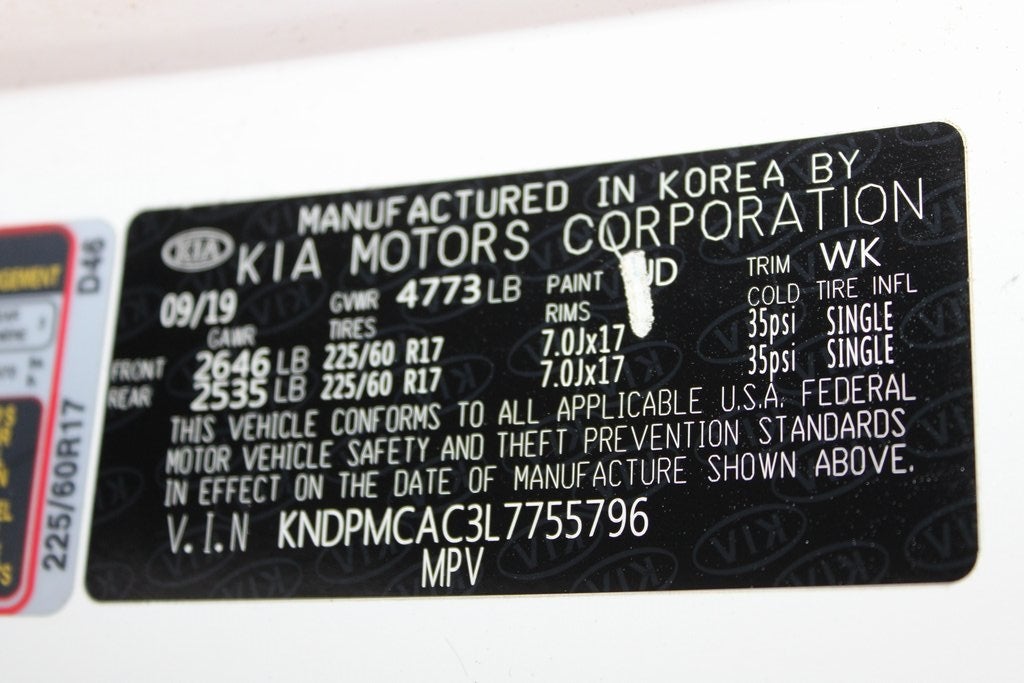 MANUFACTURED IN KOREA BY
KIA KIA MOTORS CORPORATION
09/19 GVWR 4773 LB PAINT UD TRIM WK
GAWR TIRES RIMS COLD TIRE INFL
FRONT 2646 LB 225/60 R17 7.0Jx17 35psi SINGLE
REAR 2535 LB 225/60 R17 7.0Jx17 35psi SINGLE
THIS VEHICLE CONFORMS TO ALL APPLICABLE U.S.A. FEDERAL
MOTOR VEHICLE SAFETY AND THEFT PREVENTION STANDARDS
IN EFFECT ON THE DATE OF MANUFACTURE SHOWN ABOVE.
V.I.N KNDPMCAC3L7755796
MPV
225/60R17 D46